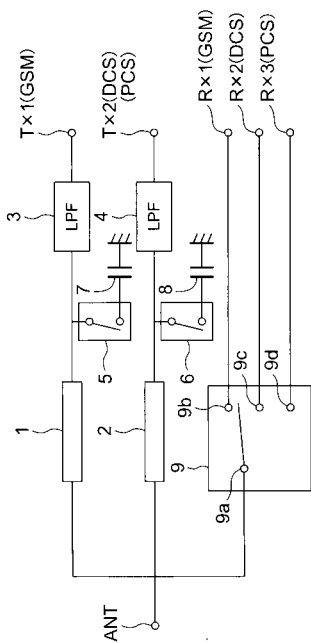 T×1(GSM)
3
LPF
1
7
5
T×2(DCS)
(PCS)
4
LPF
2
8
6
ANT
9
9a
9b
9c
9d
R×1(GSM)
R×2(DCS)
R×3(PCS)